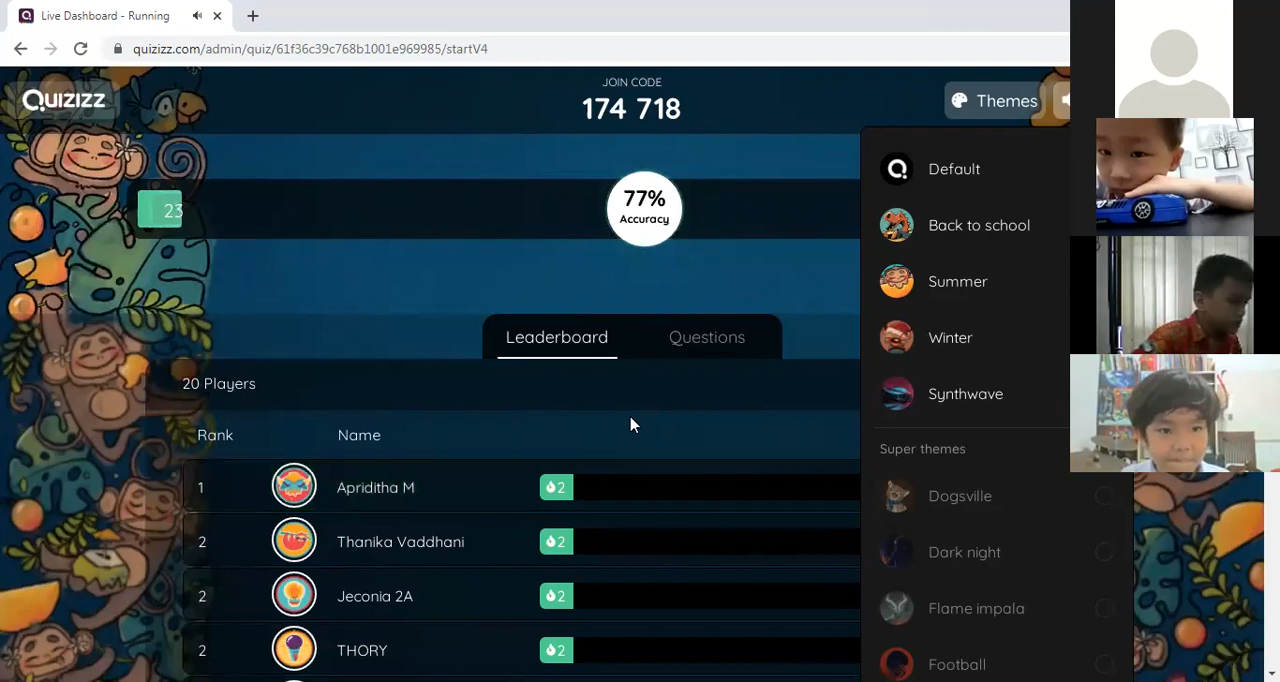 Live Dashboard - Running
quizizz.com/admin/quiz/61f36c39c768b1001e969985/startV4
Quizizz
JOIN CODE
174 718
Themes
Default
23
77%
Accuracy
Back to school
Summer
Leaderboard
Questions
Winter
20 Players
Synthwave
Rank
Name
Super themes
1
Apriditha M
2
Dogsville
2
Thanika Vaddhani
2
Dark night
2
Jeconia 2A
2
Flame impala
2
THORY
2
Football